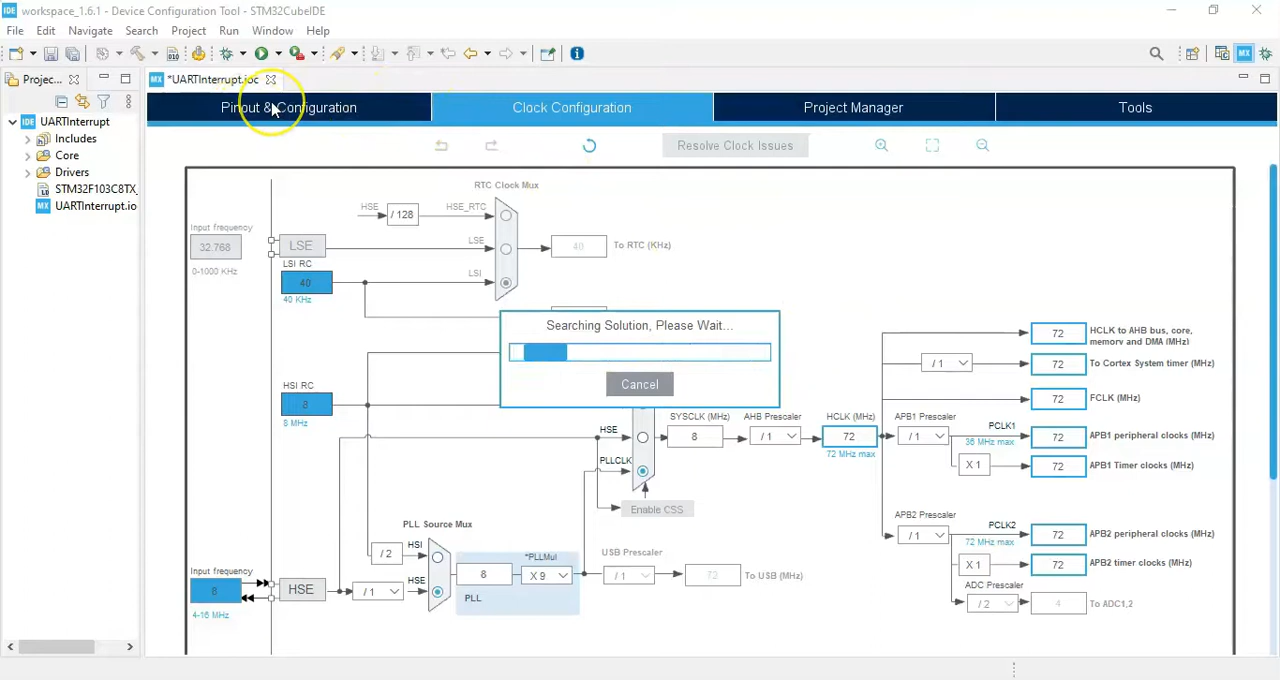 workspace_1.6.1 - Device Configuration Tool - STM32CubeIDE
File Edit Navigate Search Project Run Window Help
Projec...
*UARTInterrupt.ioc
Pinout & Configuration
Clock Configuration
Project Manager
Tools
UARTInterrupt
Includes
Core
Drivers
STM32F103C8TX_
UARTInterrupt.io
Resolve Clock Issues
RTC Clock Mux
HSE
/ 128
HSE_RTC
Input frequency
32.768
0-1000 KHz
LSE
LSE
40
To RTC (KHz)
LSI RC
40
40 KHz
LSI
Searching Solution, Please Wait...
Cancel
HSI RC
8
8 MHz
HSE
PLLCLK
Enable CSS
SYSCLK (MHz)
8
AHB Prescaler
/ 1
HCLK (MHz)
72
72 MHz max
72
HCLK to AHB bus, core,
memory and DMA (MHz)
/ 1
72
To Cortex System timer (MHz)
72
FCLK (MHz)
APB1 Prescaler
/ 1
PCLK1
36 MHz max
72
APB1 peripheral clocks (MHz)
X 1
72
APB1 Timer clocks (MHz)
APB2 Prescaler
/ 1
PCLK2
72 MHz max
72
APB2 peripheral clocks (MHz)
X 1
72
APB2 timer clocks (MHz)
ADC Prescaler
/ 2
4
To ADC1,2
PLL Source Mux
/ 2
HSI
HSE
Input frequency
8
4-16 MHz
HSE
/ 1
8
PLL
*PLLMul
X 9
USB Prescaler
/ 1
72
To USB (MHz)